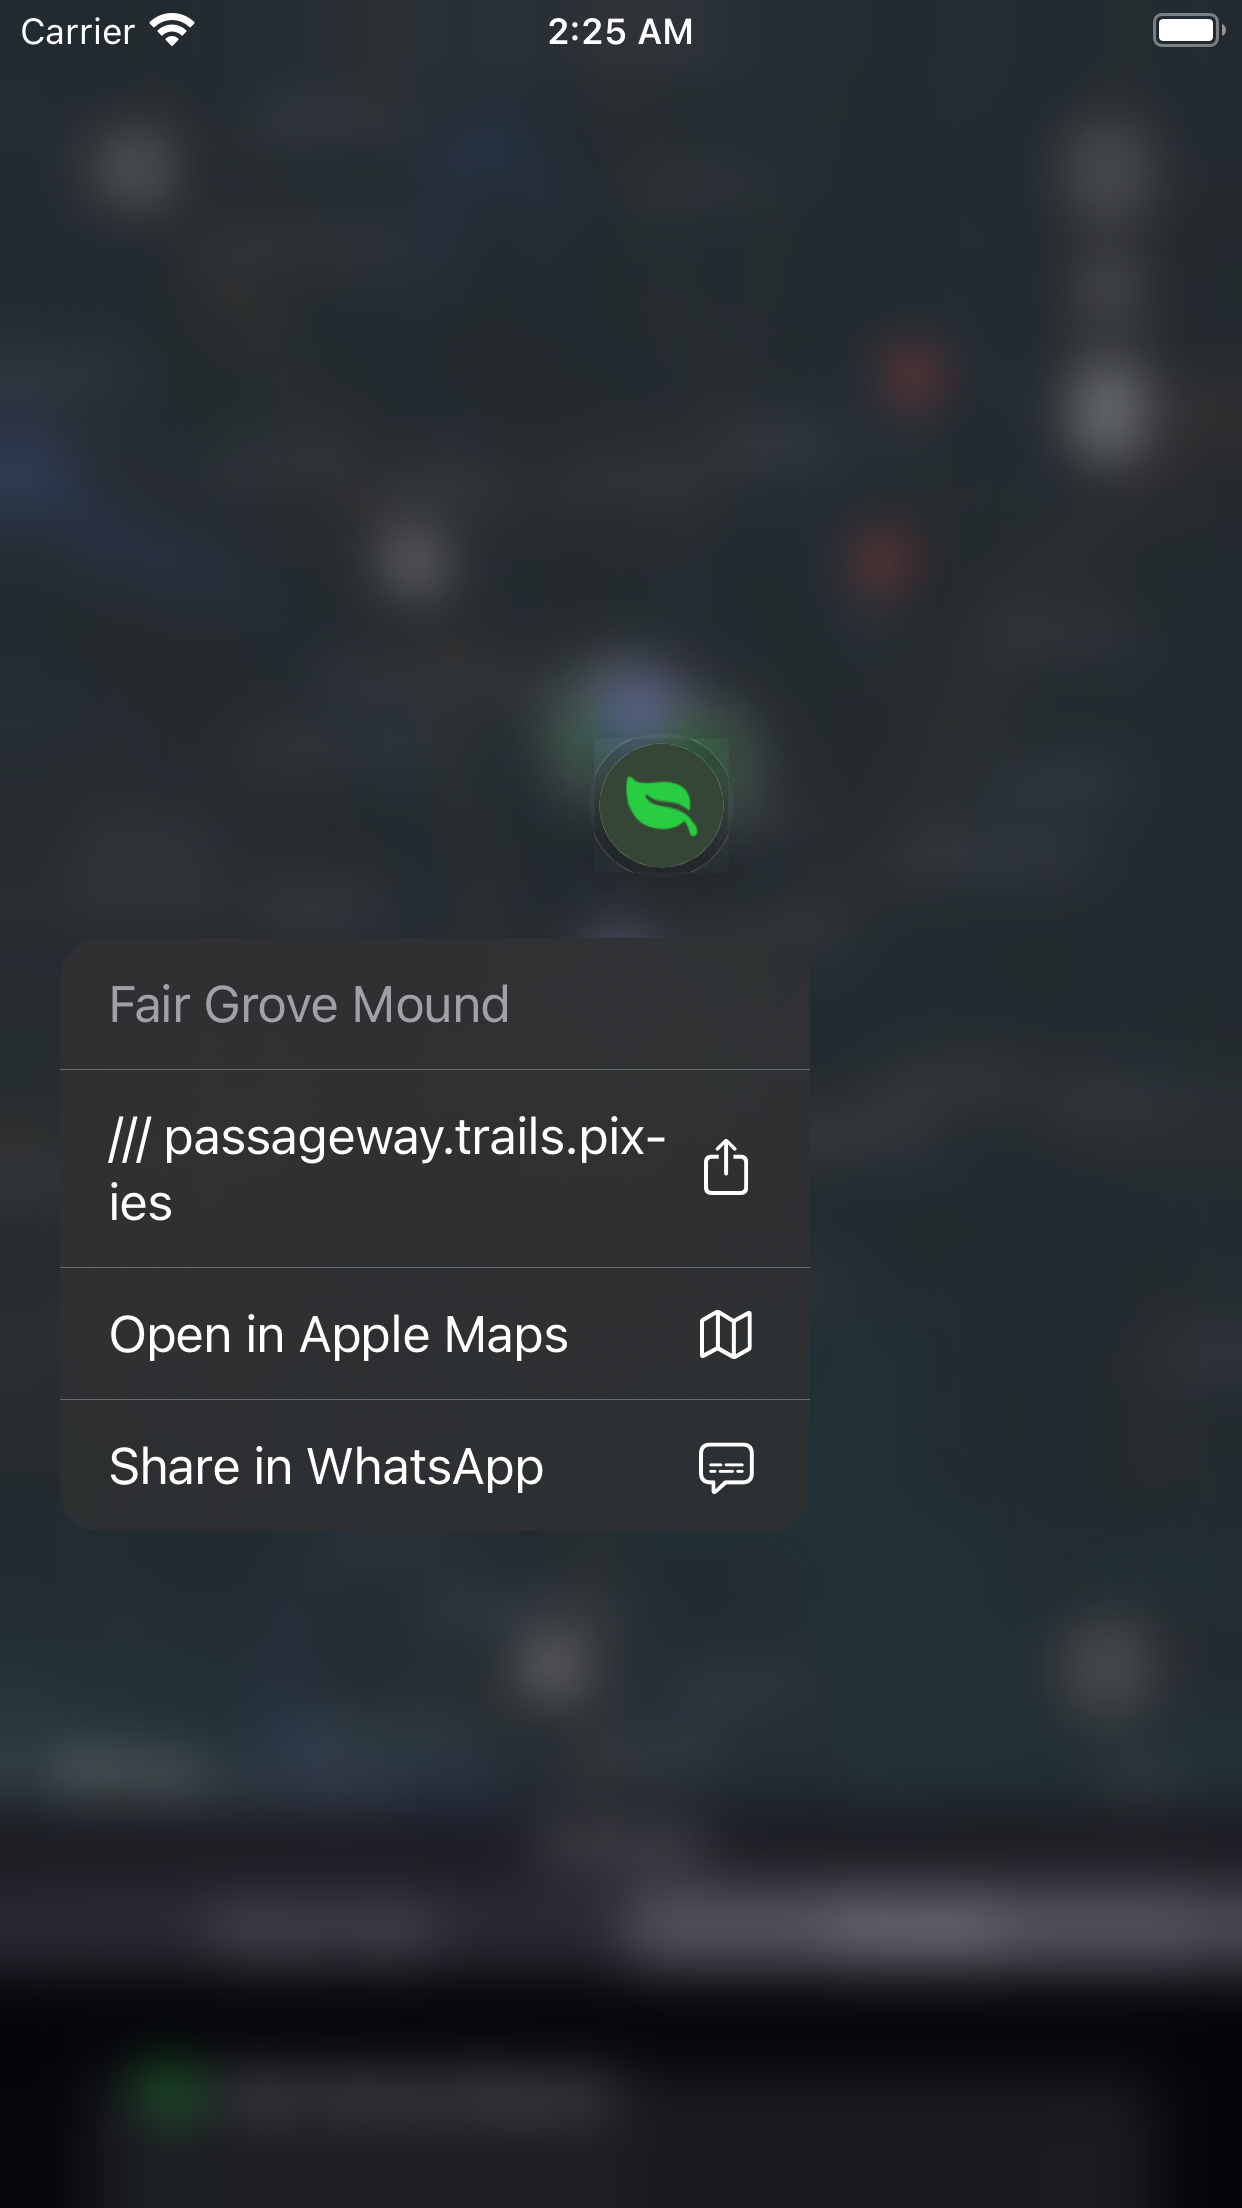 Carrier
2:25 AM
Fair Grove Mound
/// passageway.trails.pix-
ies
Open in Apple Maps
Share in WhatsApp